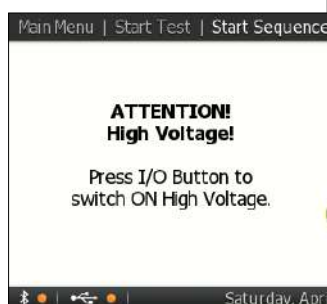 Main Menu | Start Test | Start Sequence
ATTENTION!
High Voltage!
Press I/O Button to
switch ON High Voltage.
Saturday, Apr